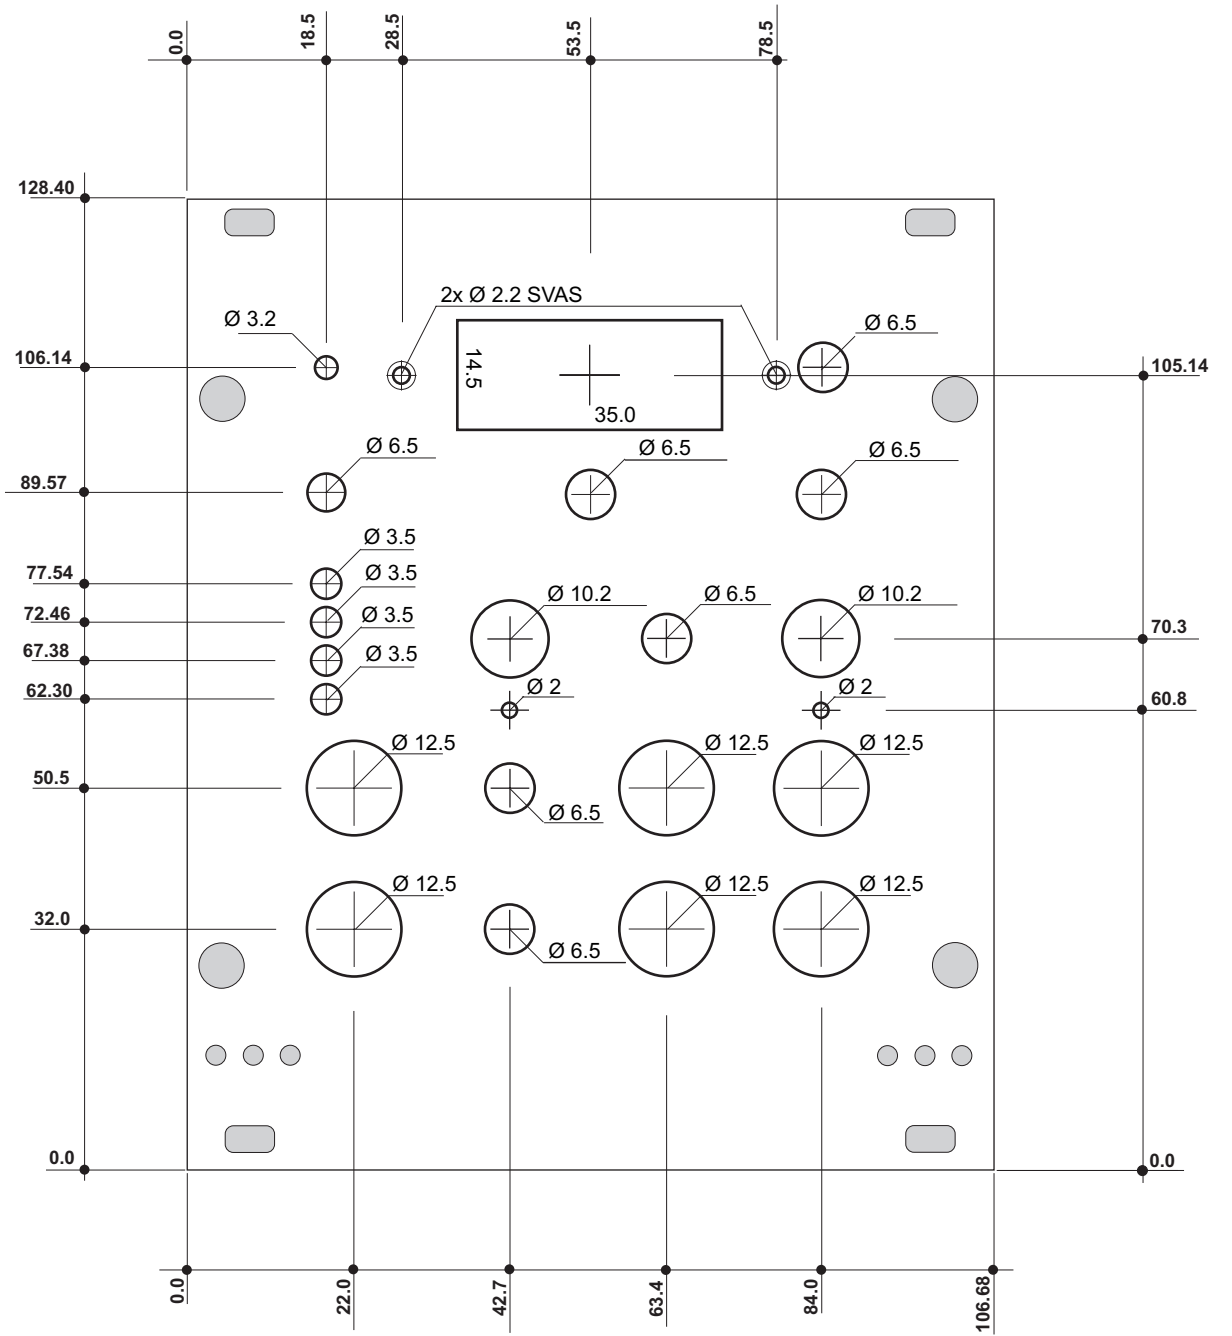 0.0
18.5
28.5
53.5
78.5
128.40
2x Ø 2.2 SVAS
Ø 3.2
Ø 6.5
106.14
14.5
105.14
35.0
Ø 6.5
Ø 6.5
Ø 6.5
89.57
Ø 3.5
77.54
Ø 3.5
Ø 10.2
Ø 6.5
Ø 10.2
72.46
Ø 3.5
70.3
67.38
Ø 3.5
62.30
Ø 2
Ø 2
60.8
Ø 12.5
Ø 12.5
Ø 12.5
50.5
Ø 6.5
Ø 12.5
Ø 12.5
Ø 12.5
32.0
Ø 6.5
0.0
0.0
0.0
22.0
42.7
63.4
84.0
106.68